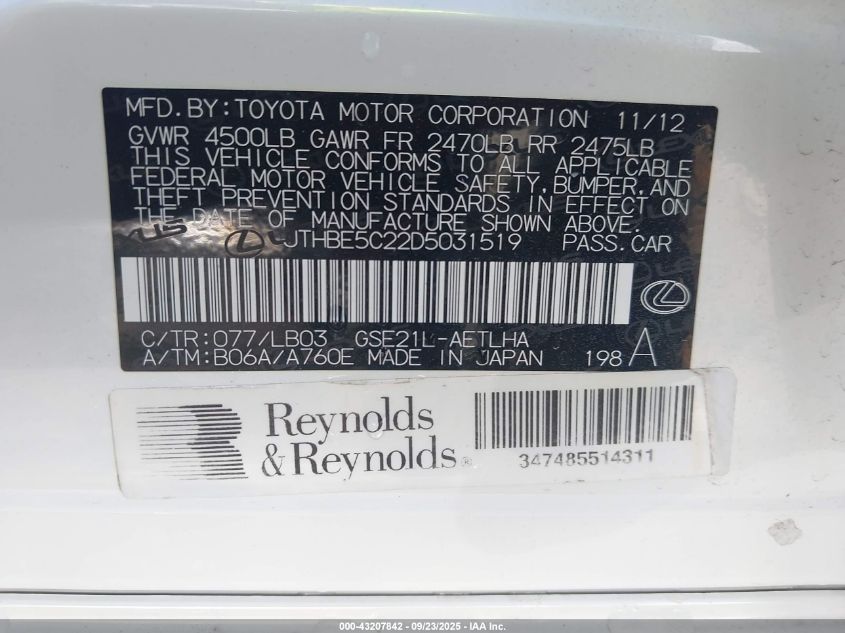 MFD.BY:TOYOTA MOTOR CORPORATION 11/12
GVWR 4500LB GAWR FR 2470LB RR 2475LB
THIS VEHICLE CONFORMS TO ALL APPLICABLE
FEDERAL MOTOR VEHICLE SAFETY,BUMPER,AND
THEFT PREVENTION STANDARDS IN EFFECT ON
THE DATE OF MANUFACTURE SHOWN ABOVE.
JTHBE5C22D5031519 PASS.CAR
C/TR:077/LB03 GSE21L-AETLHA
A/TM:B06A/A760E MADE IN JAPAN 198 A
Reynolds
& Reynolds®
347485514311
000-43207842 - 09/23/2025 - IAA Inc.